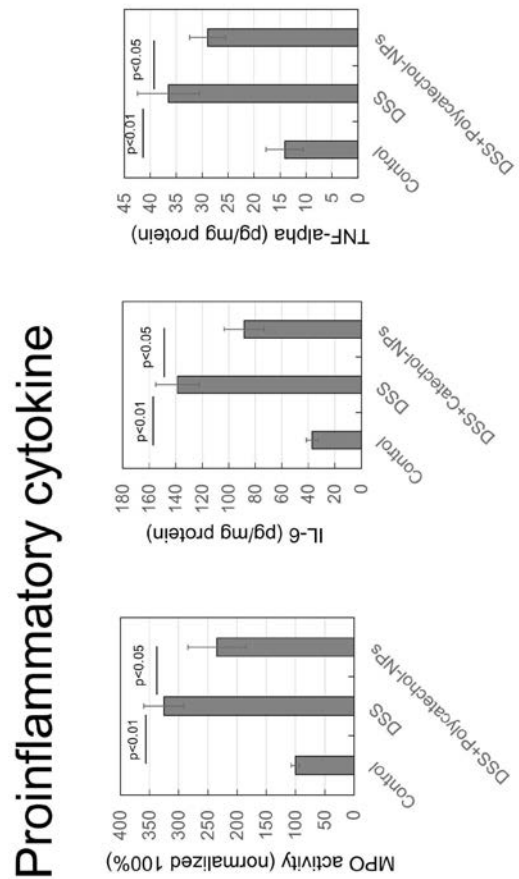 Proinflammatory cytokine
MPO activity (normalized 100%)
400
350
300
250
200
150
100
50
0
p<0.01
p<0.05
Control
DSS
DSS+Polycatechol-NPs
IL-6 (pg/mg protein)
180
160
140
120
100
80
60
40
20
0
p<0.01
p<0.05
Control
DSS
DSS+Catechol-NPs
TNF-alpha (pg/mg protein)
45
40
35
30
25
20
15
10
5
0
p<0.01
p<0.05
Control
DSS
DSS+Polycatechol-NPs